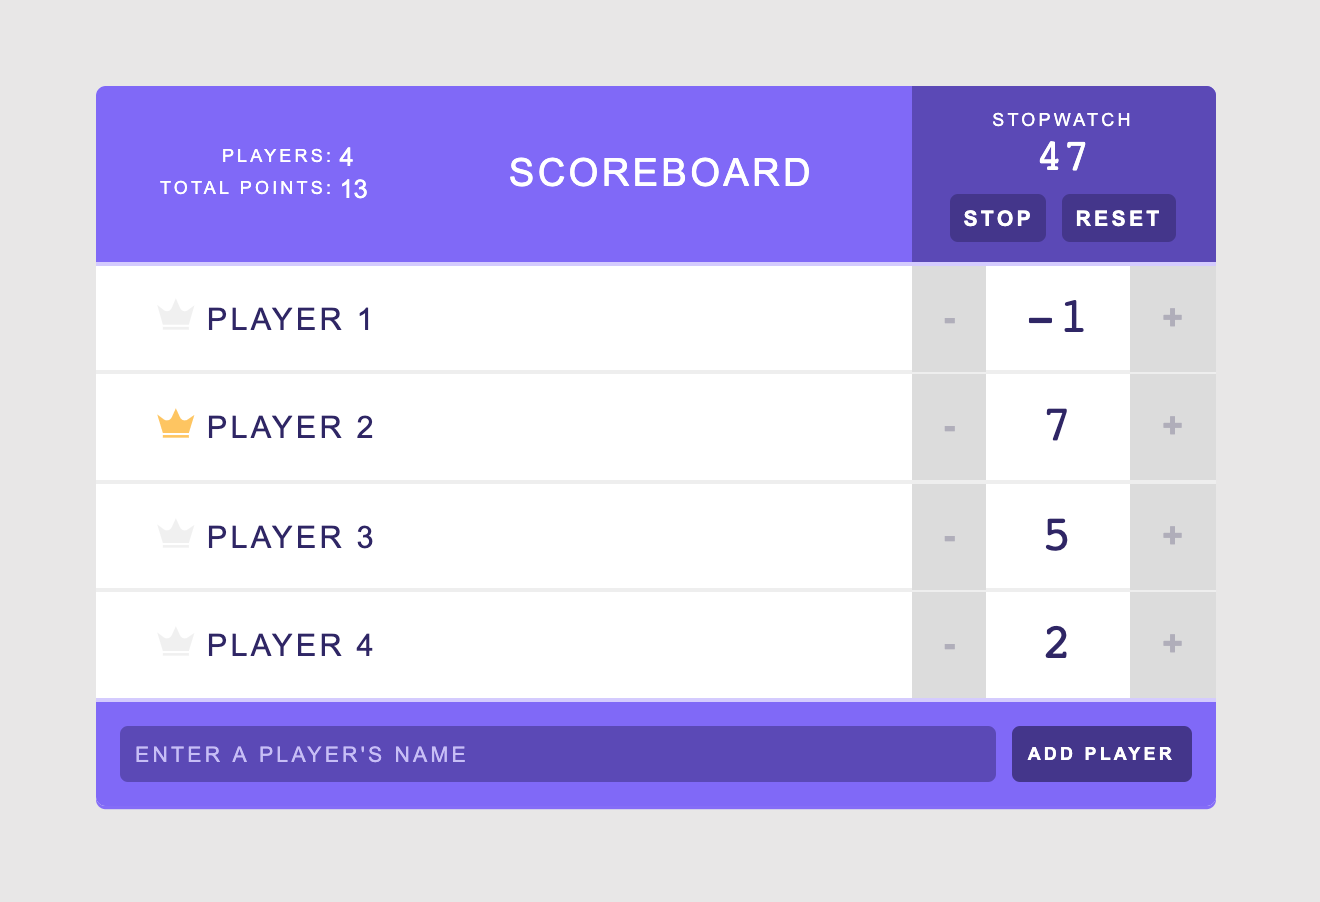 PLAYERS: 4
TOTAL POINTS: 13
SCOREBOARD
STOPWATCH
47
STOP RESET
PLAYER 1 - -1 +
PLAYER 2 - 7 +
PLAYER 3 - 5 +
PLAYER 4 - 2 +
ENTER A PLAYER'S NAME ADD PLAYER